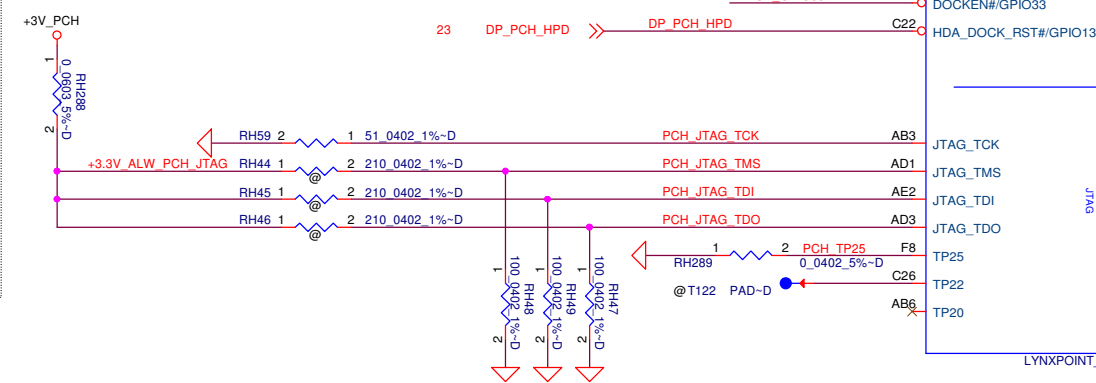 DOCKEN#/GPIO33
+3V_PCH
23 DP_PCH_HPD DP_PCH_HPD C22 HDA_DOCK_RST#/GPIO13
1
RH288
0_0603_5%~D
2
RH59 2 1 51_0402_1%~D PCH_JTAG_TCK AB3 JTAG_TCK
+3.3V_ALW_PCH_JTAG RH44 1 @ 2 210_0402_1%~D PCH_JTAG_TMS AD1 JTAG_TMS
RH45 1 @ 2 210_0402_1%~D PCH_JTAG_TDI AE2 JTAG_TDI
RH46 1 @ 2 210_0402_1%~D PCH_JTAG_TDO AD3 JTAG_TDO
JTAG
1 2 PCH_TP25 F8 TP25
RH289 0_0402_5%~D
@ T122 PAD~D C26 TP22
AB6 TP20
1 100_0402_1%~D RH48 2
1 100_0402_1%~D RH49 2
1 100_0402_1%~D RH47 2
LYNXPOINT_